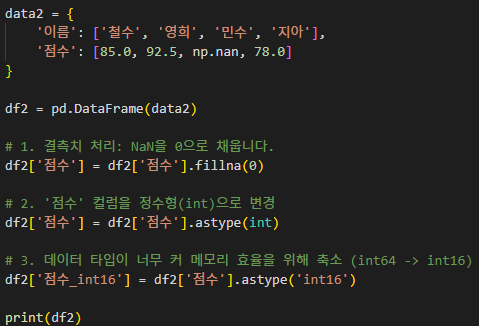 data2 = {
    '이름': ['철수', '영희', '민수', '지아'],
    '점수': [85.0, 92.5, np.nan, 78.0]
}

df2 = pd.DataFrame(data2)

# 1. 결측치 처리: NaN을 0으로 채웁니다.
df2['점수'] = df2['점수'].fillna(0)

# 2. '점수' 컬럼을 정수형(int)으로 변경
df2['점수'] = df2['점수'].astype(int)

# 3. 데이터 타입이 너무 커 메모리 효율을 위해 축소 (int64 -> int16)
df2['점수_int16'] = df2['점수'].astype('int16')

print(df2)